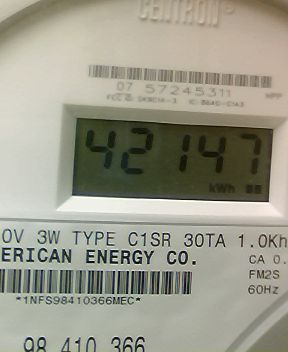 CENTRON
07 57245311
42147
kWh
0V 3W TYPE C1SR 30TA 1.0Kh
ERICAN ENERGY CO.
CA 0.
FM2S
60Hz
*1NFS98410366MEC*
98 410 366